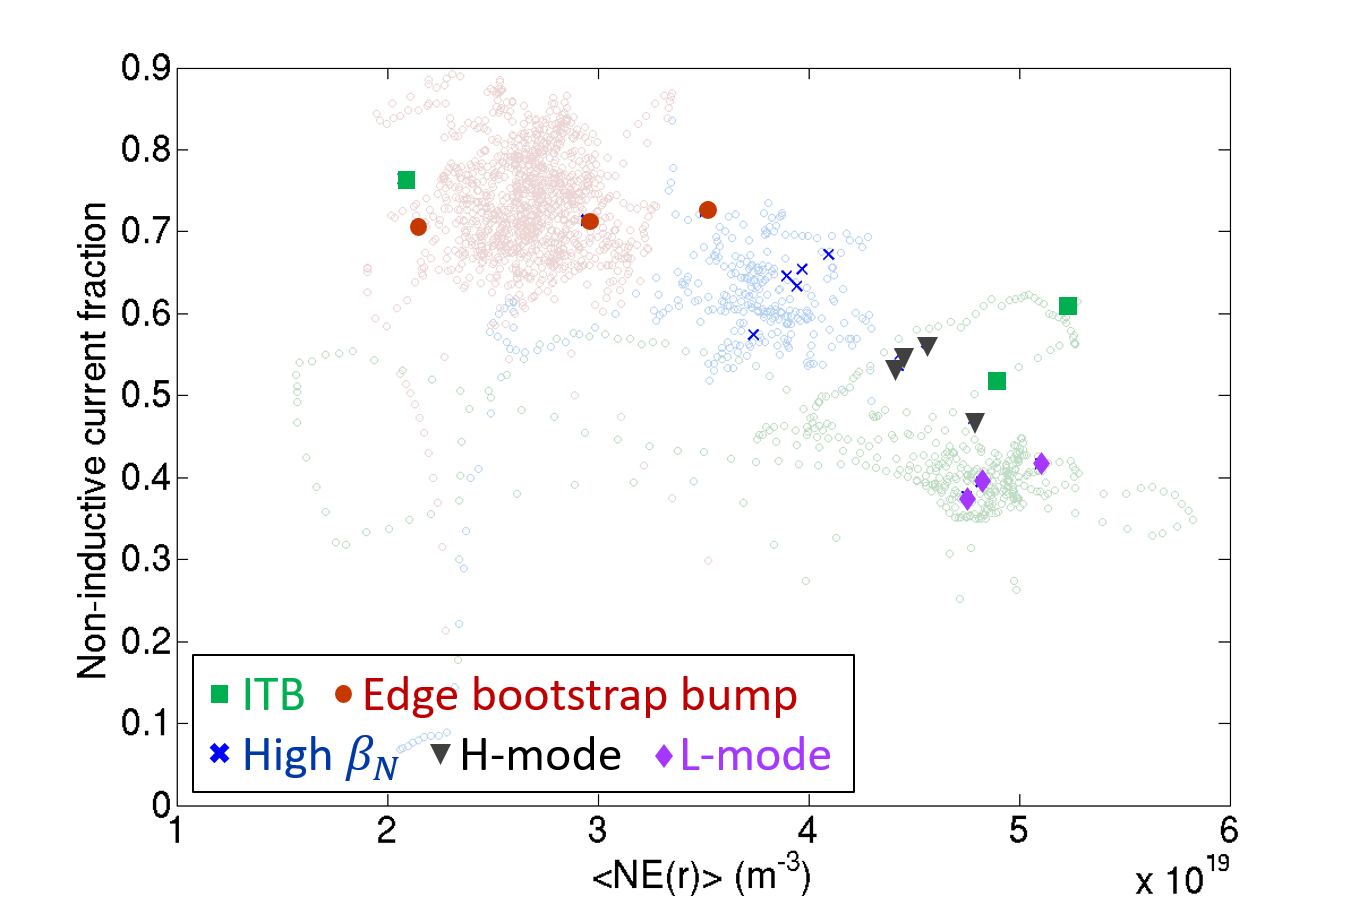 0.9
0.8
0.7
0.6
0.5
0.4
0.3
0.2
0.1
0
Non-inductive current fraction
ITB Edge bootstrap bump
High β_N H-mode L-mode
1 2 3 4 5 6
<NE(r)> (m^-3)
x 10^19